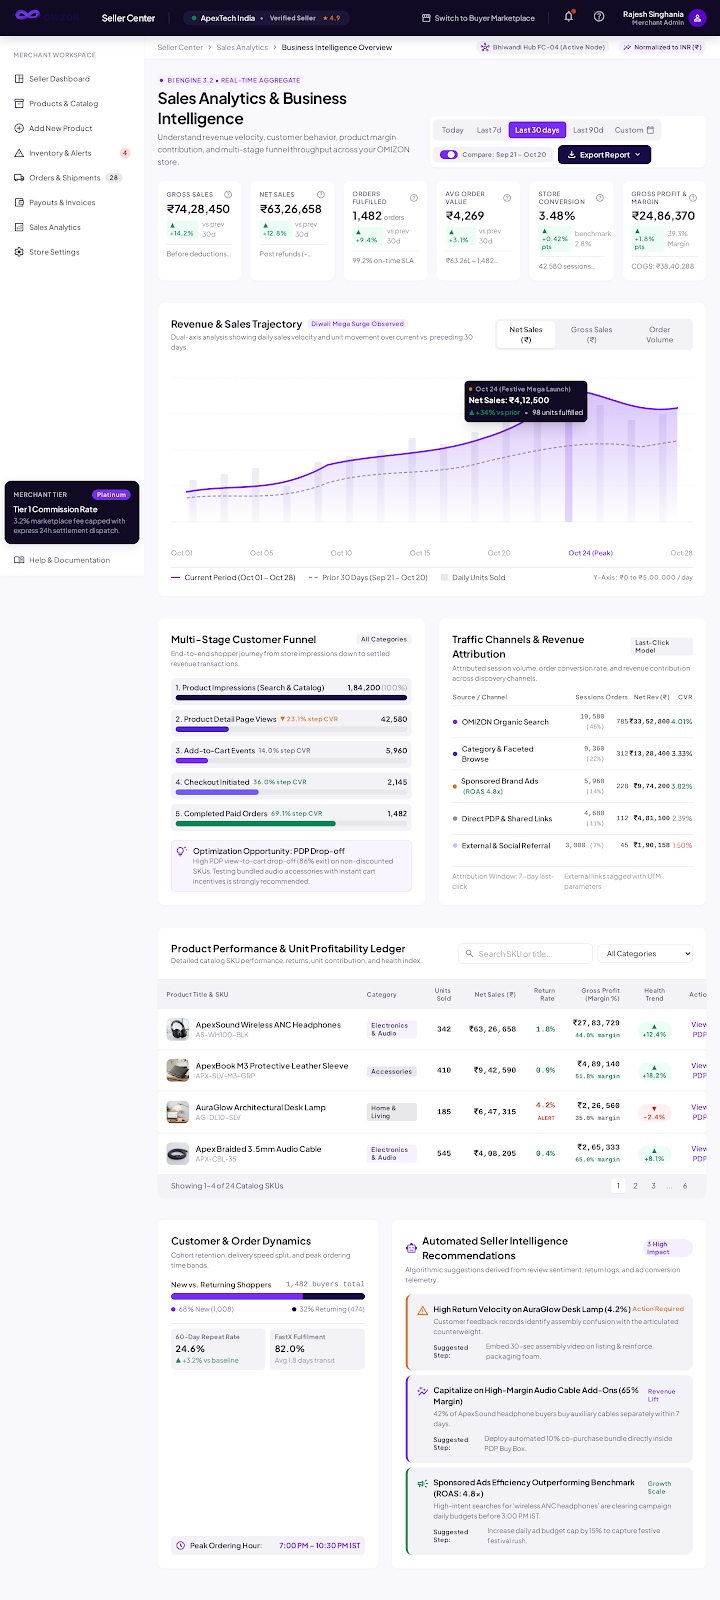 OMIZON
Seller Center
ApexTech India • Verified Seller ★ 4.9
Switch to Buyer Marketplace
Rajesh Singhania
Merchant Admin
MERCHANT WORKSPACE
Seller Dashboard
Products & Catalog
Add New Product
Inventory & Alerts 4
Orders & Shipments 28
Payouts & Invoices
Sales Analytics
Store Settings
MERCHANT TIER Platinum
Tier 1 Commission Rate
3.2% marketplace fee capped with
express 24h settlement dispatch.
Help & Documentation
Seller Center > Sales Analytics > Business Intelligence Overview
Bhiwandi Hub FC-04 (Active Node)
Normalized to INR (₹)
• BI ENGINE 3.2 • REAL-TIME AGGREGATE
Sales Analytics & Business
Intelligence
Understand revenue velocity, customer behavior, product margin
contribution, and multi-stage funnel throughput across your OMIZON
store.
Today Last 7d Last 30 days Last 90d Custom
Compare: Sep 21 – Oct 20
Export Report
GROSS SALES
₹74,28,450
▲ +14.2%
vs prev 30d
Before deductions...
NET SALES
₹63,26,658
▲ +12.8%
vs prev 30d
Post refunds (-...
ORDERS FULFILLED
1,482 orders
▲ +9.4%
vs prev 30d
99.2% on-time SLA
AVG ORDER VALUE
₹4,269
▲ +3.1%
vs prev 30d
₹63.26L ÷ 1,482...
STORE CONVERSION
3.48%
▲ +0.42% pts
benchmark 2.8%
42,580 sessions...
GROSS PROFIT & MARGIN
₹24,86,370
▲ +1.8% pts
39.3% Margin
COGS: ₹38,40,288
Revenue & Sales Trajectory Diwali Mega Surge Observed
Dual-axis analysis showing daily sales velocity and unit movement over current vs. preceding 30
days.
Net Sales (₹)
Gross Sales (₹)
Order Volume
Oct 24 (Festive Mega Launch)
Net Sales: ₹4,12,500
▲ +34% vs prior • 98 units fulfilled
Oct 01 Oct 05 Oct 10 Oct 15 Oct 20 Oct 24 (Peak) Oct 28
Current Period (Oct 01 – Oct 28) Prior 30 Days (Sep 21 – Oct 20) Daily Units Sold Y-Axis: ₹0 to ₹5,00,000 / day
Multi-Stage Customer Funnel All Categories
End-to-end shopper journey from store impressions down to settled
revenue transactions.
1. Product Impressions (Search & Catalog) 1,84,200 (100%)
2. Product Detail Page Views ▼ 23.1% step CVR 42,580
3. Add-to-Cart Events 14.0% step CVR 5,960
4. Checkout Initiated 36.0% step CVR 2,145
5. Completed Paid Orders 69.1% step CVR 1,482
Optimization Opportunity: PDP Drop-off
High PDP view-to-cart drop-off (86% exit) on non-discounted
SKUs. Testing bundled audio accessories with instant cart
incentives is strongly recommended.
Traffic Channels & Revenue
Attribution
Last-Click
Model
Attributed session volume, order conversion rate, and revenue contribution
across discovery channels.
Source / Channel Sessions Orders Net Rev (₹) CVR
OMIZON Organic Search 19,580 (46%) 785 ₹33,52,800 4.01%
Category & Faceted Browse 9,360 (22%) 312 ₹13,28,400 3.33%
Sponsored Brand Ads (ROAS 4.8x) 5,960 (14%) 228 ₹9,74,200 3.82%
Direct PDP & Shared Links 4,680 (11%) 112 ₹4,81,100 2.39%
External & Social Referral 3,000 (7%) 45 ₹1,90,158 1.50%
Attribution Window: 7-day last-click
External links tagged with UTM parameters
Product Performance & Unit Profitability Ledger
Detailed catalog SKU performance, returns, unit contribution, and health index.
Search SKU or title...
All Categories
Product Title & SKU Category Units Sold Net Sales (₹) Return Rate Gross Profit (Margin %) Health Trend Actio
ApexSound Wireless ANC Headphones
AS-WH100-BLK
Electronics & Audio
342 ₹63,26,658 1.8% ₹27,83,729 44.0% margin ▲ +12.4% View PDP
ApexBook M3 Protective Leather Sleeve
APX-SLV-M3-GRP
Accessories
410 ₹9,42,590 0.9% ₹4,89,140 51.8% margin ▲ +18.2% View PDP
AuraGlow Architectural Desk Lamp
AG-DL10-SLV
Home & Living
185 ₹6,47,315 4.2% ALERT ₹2,26,560 35.0% margin ▼ -2.4% View PDP
Apex Braided 3.5mm Audio Cable
APX-CBL-35
Electronics & Audio
545 ₹4,08,205 0.4% ₹2,65,333 65.0% margin ▲ +8.1% View PDP
Showing 1-4 of 24 Catalog SKUs 1 2 3 ... 6
Customer & Order Dynamics
Cohort retention, delivery speed split, and peak ordering
time bands.
New vs. Returning Shoppers 1,482 buyers total
68% New (1,008) 32% Returning (474)
60-Day Repeat Rate
24.6%
▲ +3.2% vs baseline
FastX Fulfilment
82.0%
Avg 1.8 days transit
Peak Ordering Hour: 7:00 PM – 10:30 PM IST
Automated Seller Intelligence
Recommendations
3 High
Impact
Algorithmic suggestions derived from review sentiment, return logs, and ad conversion
telemetry.
High Return Velocity on AuraGlow Desk Lamp (4.2%) Action Required
Customer feedback records identify assembly confusion with the articulated
counterweight.
Suggested Step: Embed 30-sec assembly video on listing & reinforce
packaging foam.
Capitalize on High-Margin Audio Cable Add-Ons (65%
Margin)
Revenue Lift
42% of ApexSound headphone buyers buy auxiliary cables separately within 7
days.
Suggested Step: Deploy automated 10% co-purchase bundle directly inside
PDP Buy Box.
Sponsored Ads Efficiency Outperforming Benchmark
(ROAS: 4.8x)
Growth Scale
High-intent searches for 'wireless ANC headphones' are clearing campaign
daily budgets before 3:00 PM IST.
Suggested Step: Increase daily ad budget cap by 15% to capture festive
festival rush.